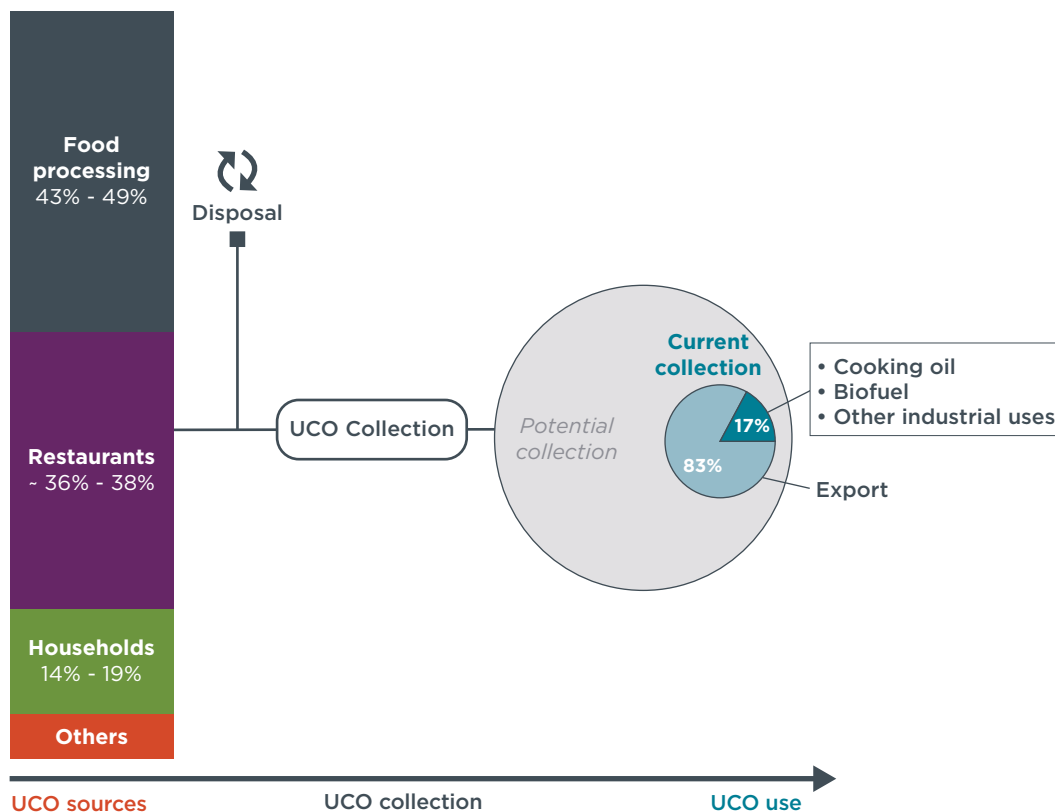 Food
processing
43% - 49%
Disposal
Restaurants
~ 36% - 38%
Households
14% - 19%
Others
UCO Collection
Potential
collection
Current
collection
17%
83%
• Cooking oil
• Biofuel
• Other industrial uses
Export
UCO sources
UCO collection
UCO use